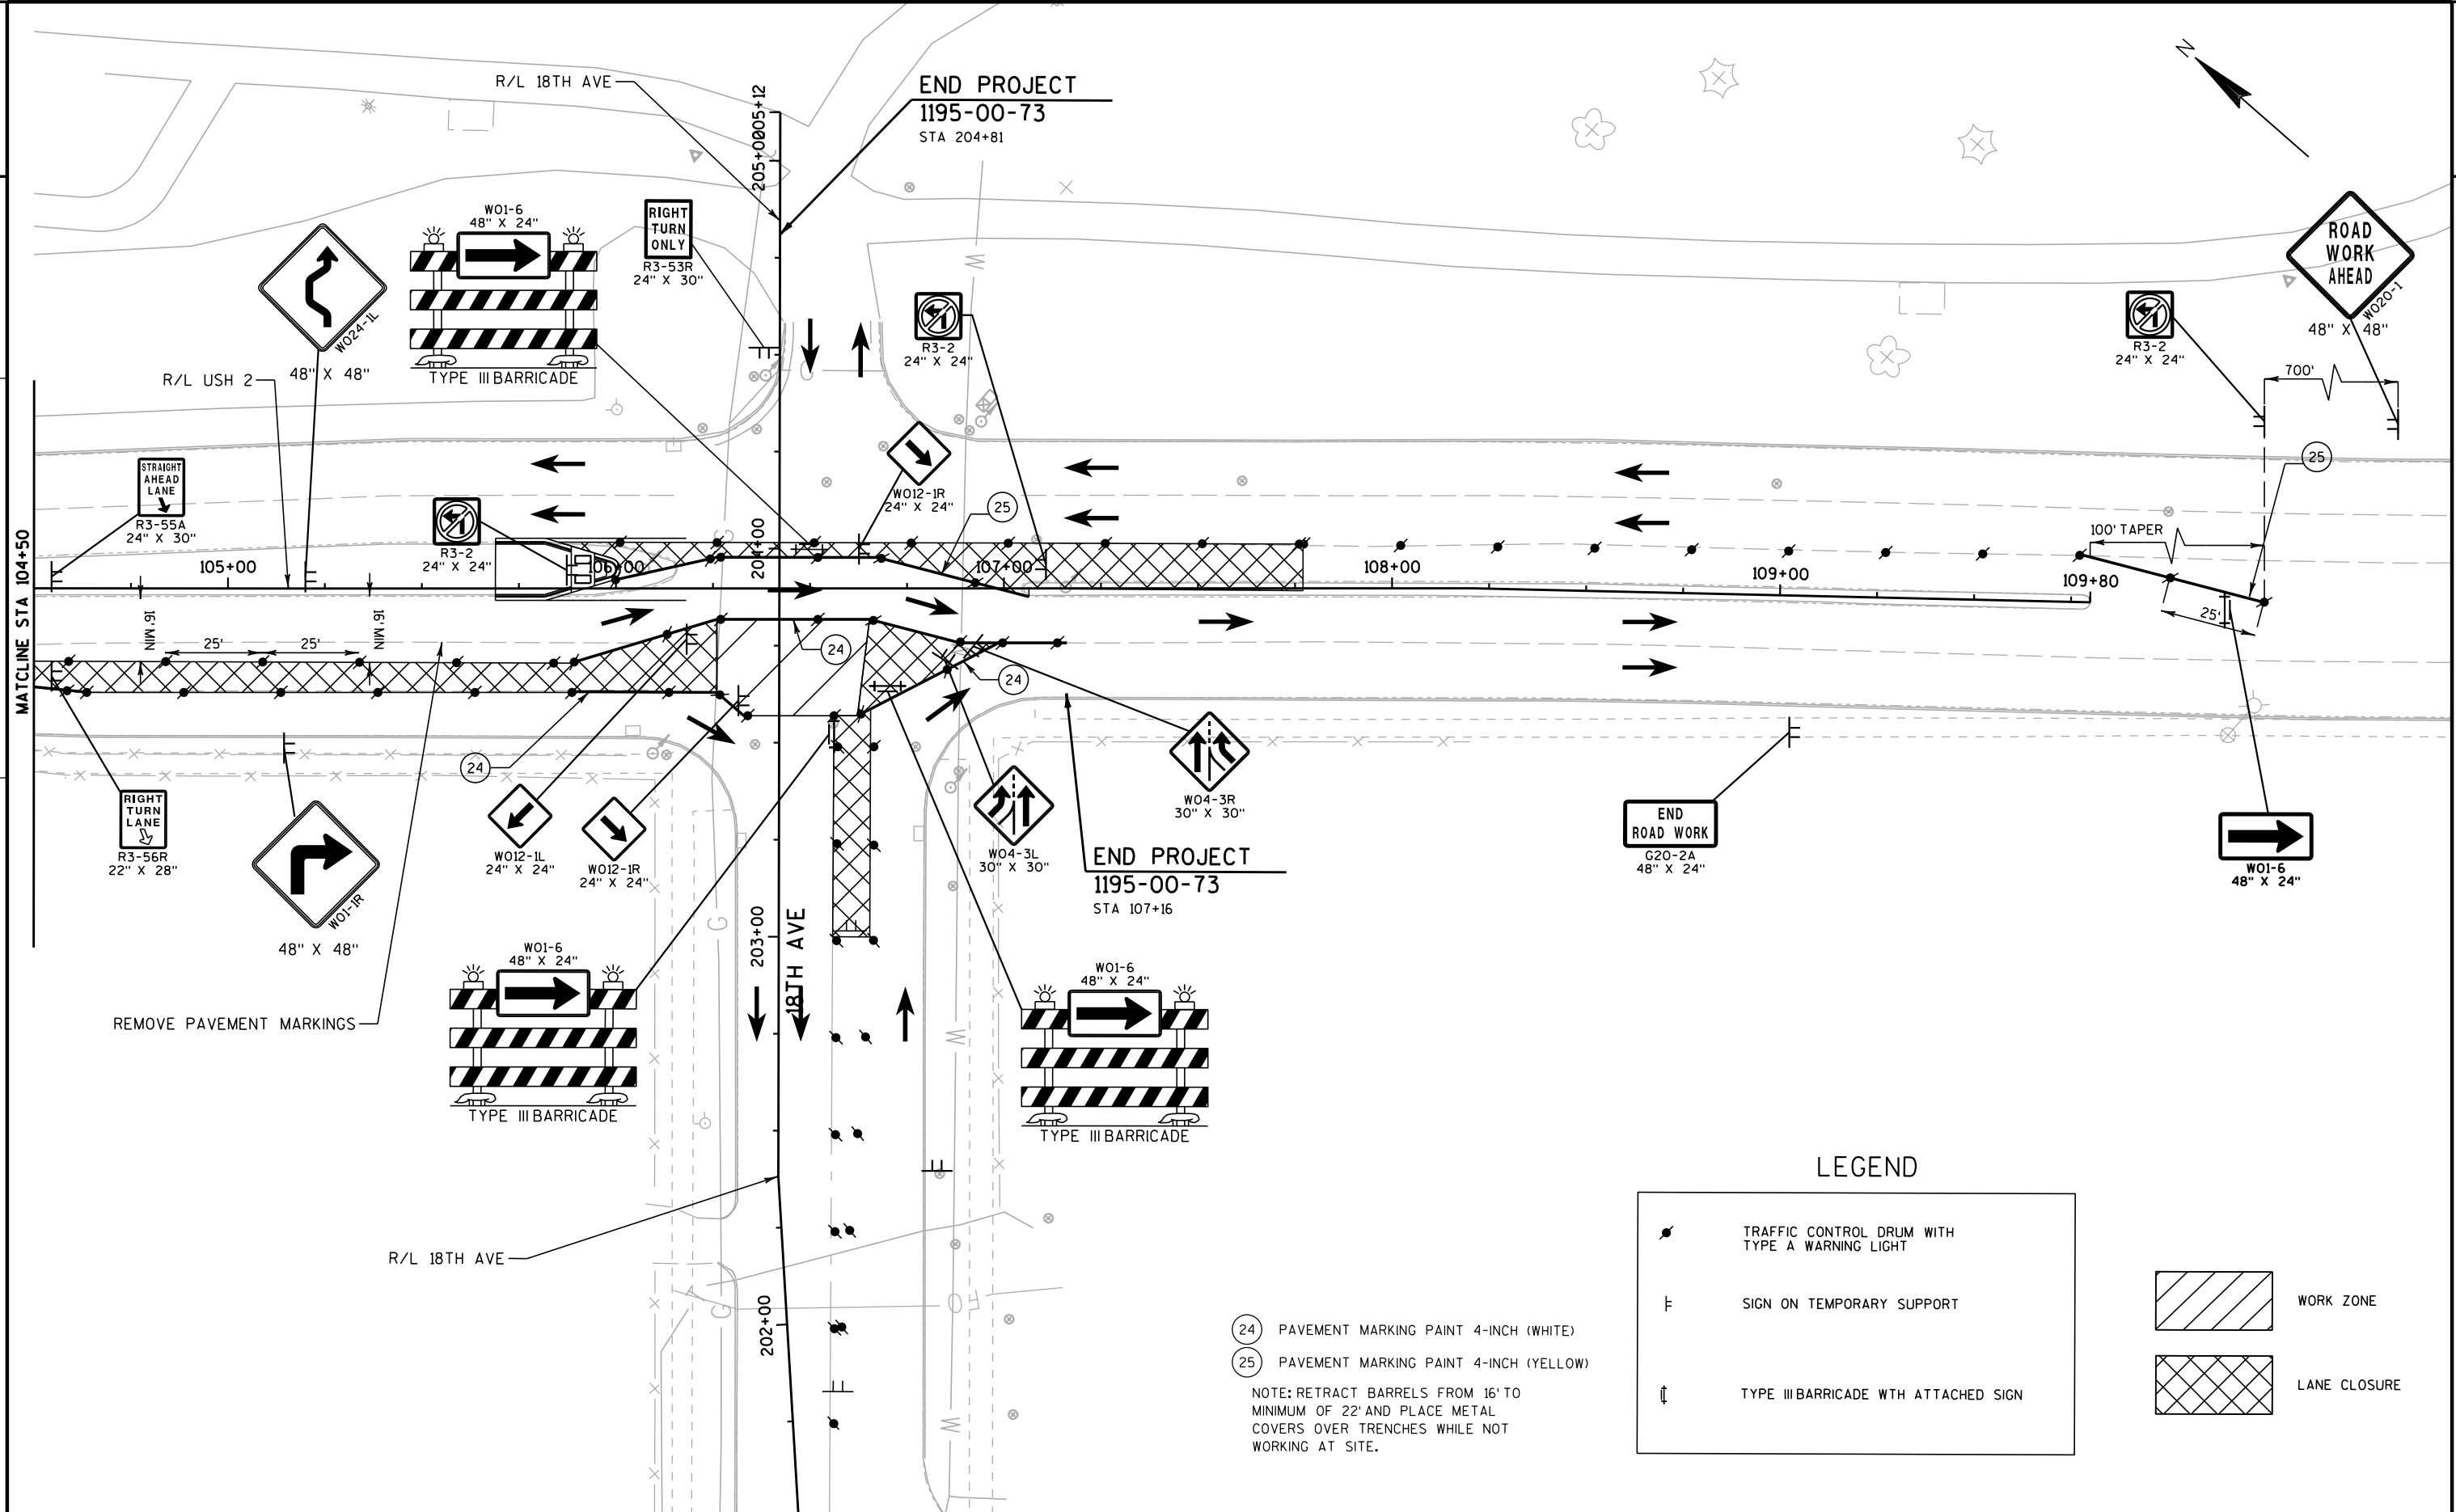 R/L 18TH AVE
END PROJECT
1195-00-73
STA 204+81
205+12
205+00
N
W01-6
48" X 24"
TYPE III BARRICADE
RIGHT
TURN
ONLY
R3-53R
24" X 30"
W024-1L
48" X 48"
R/L USH 2
R3-2
24" X 24"
R3-2
24" X 24"
ROAD
WORK
AHEAD
W020-1
48" X 48"
700'
STRAIGHT
AHEAD
LANE
R3-55A
24" X 30"
R3-2
24" X 24"
W012-1R
24" X 24"
25
25
100' TAPER
MATCLINE STA 104+50
105+00
106+00
204+00
107+00
108+00
109+00
109+80
16' MIN
25'
25'
16' MIN
25'
24
24
24
RIGHT
TURN
LANE
R3-56R
22" X 28"
W01-1R
48" X 48"
W012-1L
24" X 24"
W012-1R
24" X 24"
W04-3L
30" X 30"
W04-3R
30" X 30"
END PROJECT
1195-00-73
STA 107+16
END
ROAD WORK
G20-2A
48" X 24"
W01-6
48" X 24"
203+00
18TH AVE
G
W
W01-6
48" X 24"
TYPE III BARRICADE
W01-6
48" X 24"
TYPE III BARRICADE
REMOVE PAVEMENT MARKINGS
R/L 18TH AVE
202+00
G
W
W
24 PAVEMENT MARKING PAINT 4-INCH (WHITE)
25 PAVEMENT MARKING PAINT 4-INCH (YELLOW)
NOTE: RETRACT BARRELS FROM 16' TO
MINIMUM OF 22' AND PLACE METAL
COVERS OVER TRENCHES WHILE NOT
WORKING AT SITE.
LEGEND
TRAFFIC CONTROL DRUM WITH
TYPE A WARNING LIGHT
SIGN ON TEMPORARY SUPPORT
TYPE III BARRICADE WTH ATTACHED SIGN
WORK ZONE
LANE CLOSURE